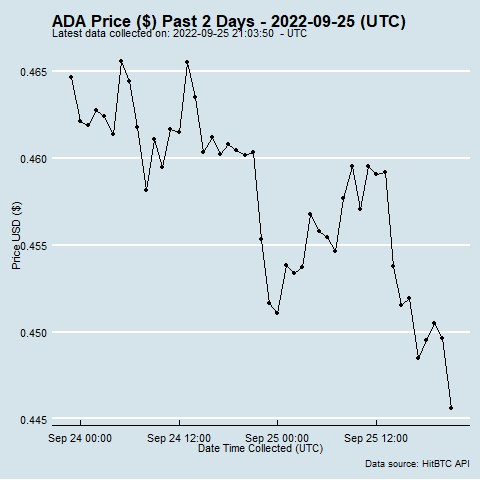 ADA Price ($) Past 2 Days - 2022-09-25 (UTC)
Latest data collected on: 2022-09-25 21:03:50  - UTC
0.465
0.460
0.455
0.450
0.445
Price USD ($)
Sep 24 00:00 Sep 24 12:00 Sep 25 00:00 Sep 25 12:00
Date Time Collected (UTC)
Data source: HitBTC API